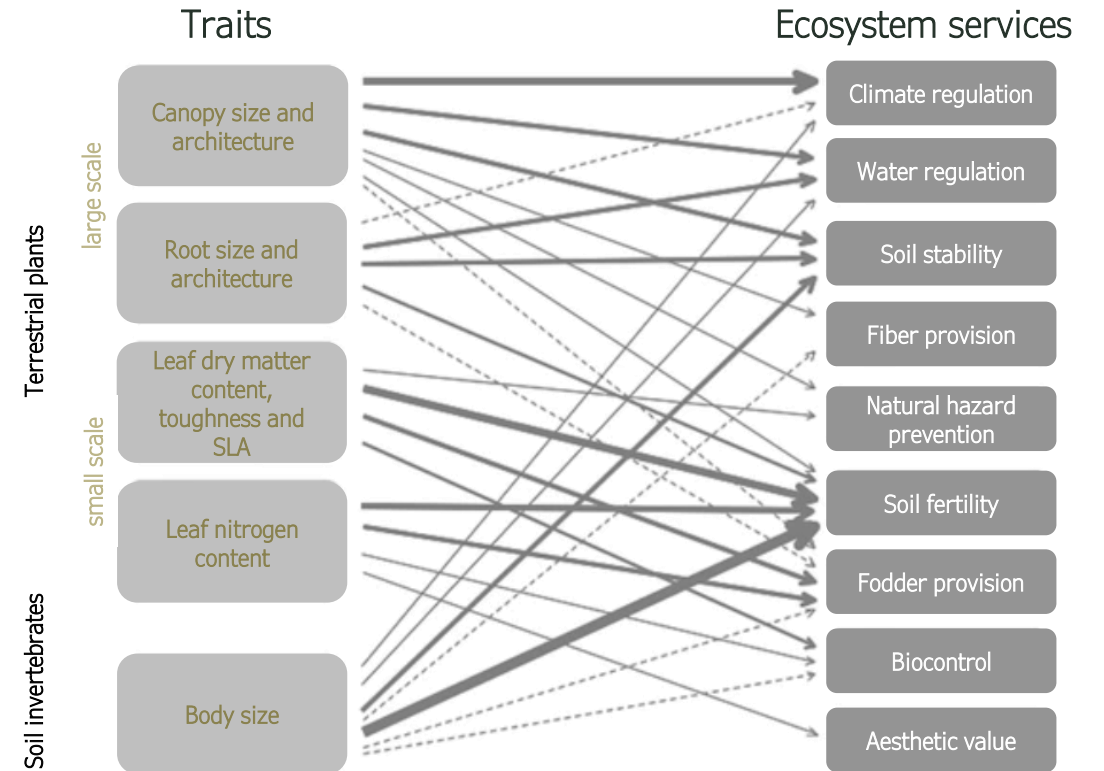 Traits
Ecosystem services
Terrestrial plants
large scale
small scale
Soil invertebrates
Canopy size and
architecture
Root size and
architecture
Leaf dry matter
content,
toughness and
SLA
Leaf nitrogen
content
Body size
Climate regulation
Water regulation
Soil stability
Fiber provision
Natural hazard
prevention
Soil fertility
Fodder provision
Biocontrol
Aesthetic value